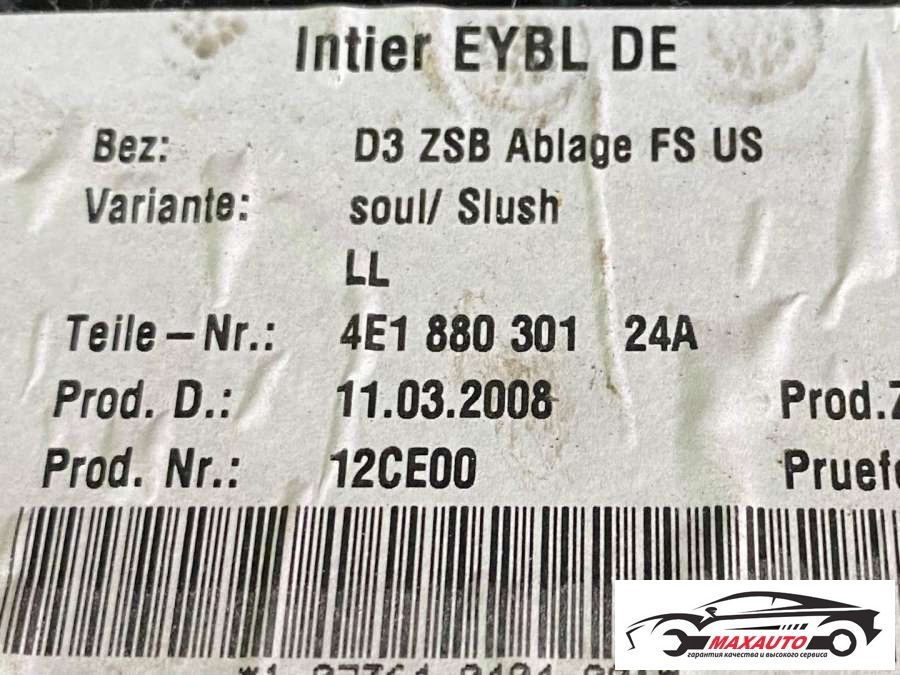 Intier EYBL DE
Bez: D3 ZSB Ablage FS US
Variante: soul/ Slush
LL
Teile-Nr.: 4E1 880 301 24A
Prod. D.: 11.03.2008 Prod.Z
Prod. Nr.: 12CE00
MAXAUTO
гарантия качества и высокого сервиса